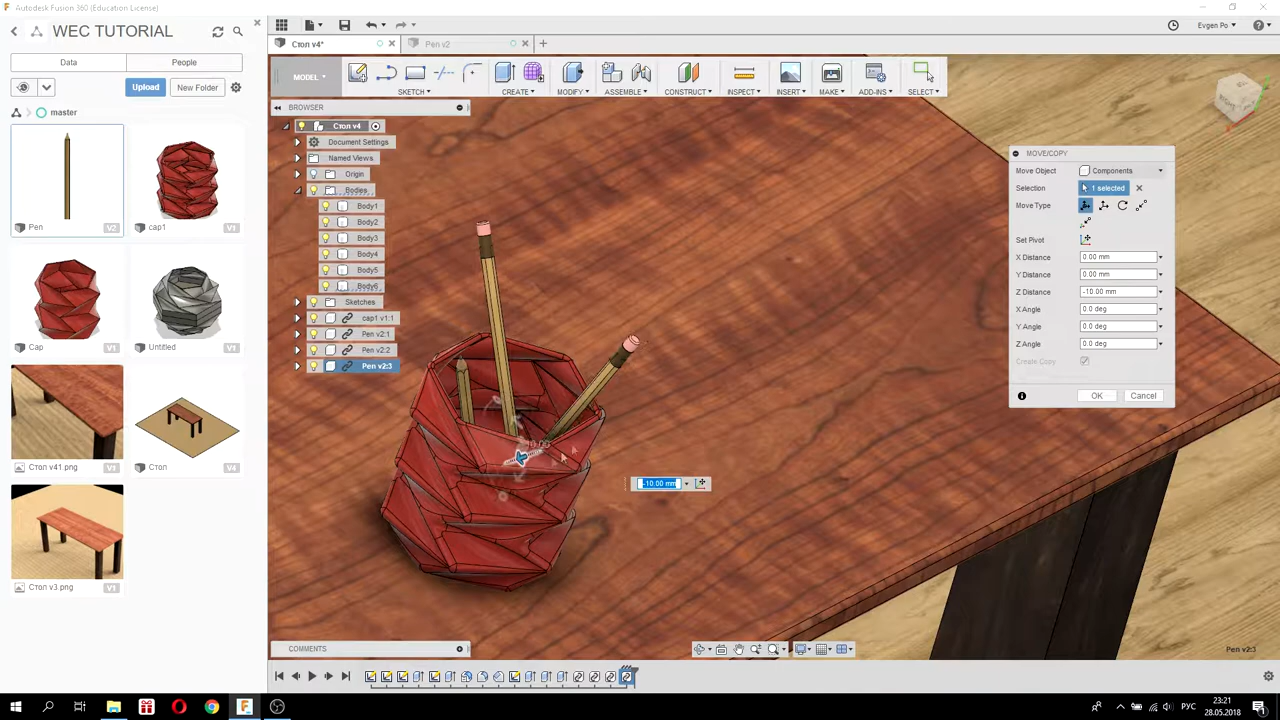 Autodesk Fusion 360 (Education License)
WEC TUTORIAL
Data
People
Upload
New Folder
master
Pen
V2
cap1
V1
Cap
V1
Untitled
V1
Стол v41.png
V1
Стол
V4
Стол v3.png
V1
Стол v4*
Pen v2
Evgen Po
MODEL
SKETCH
CREATE
MODIFY
ASSEMBLE
CONSTRUCT
INSPECT
INSERT
MAKE
ADD-INS
SELECT
BROWSER
Стол v4
Document Settings
Named Views
Origin
Bodies
Body1
Body2
Body3
Body4
Body5
Body6
Sketches
cap1 v1:1
Pen v2:1
Pen v2:2
Pen v2:3
MOVE/COPY
Move Object
Components
Selection
1 selected
Move Type
Set Pivot
X Distance
0.00 mm
Y Distance
0.00 mm
Z Distance
-10.00 mm
X Angle
0.0 deg
Y Angle
0.0 deg
Z Angle
0.0 deg
Create Copy
OK
Cancel
-10.00 mm
COMMENTS
Pen v2:3
РУС
23:21
28.05.2018